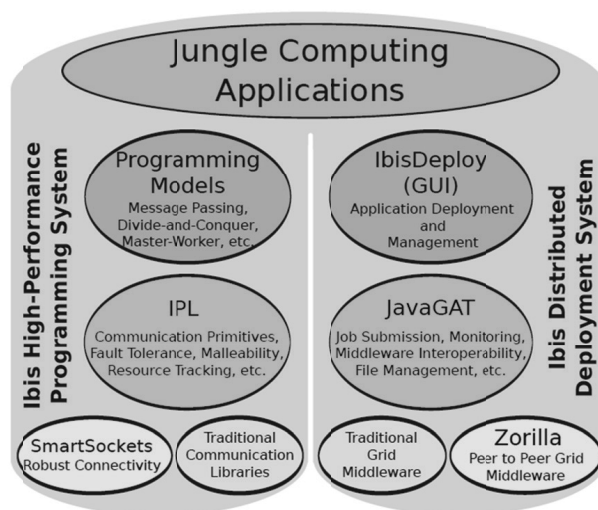 Jungle Computing
Applications
Ibis High-Performance
Programming System
Programming
Models
Message Passing,
Divide-and-Conquer,
Master-Worker, etc.
IPL
Communication Primitives,
Fault Tolerance, Malleability,
Resource Tracking, etc.
SmartSockets
Robust Connectivity
Traditional
Communication
Libraries
IbisDeploy
(GUI)
Application Deployment
and
Management
JavaGAT
Job Submission, Monitoring,
Middleware Interoperability,
File Management, etc.
Traditional
Grid
Middleware
Zorilla
Peer to Peer Grid
Middleware
Ibis Distributed
Deployment System